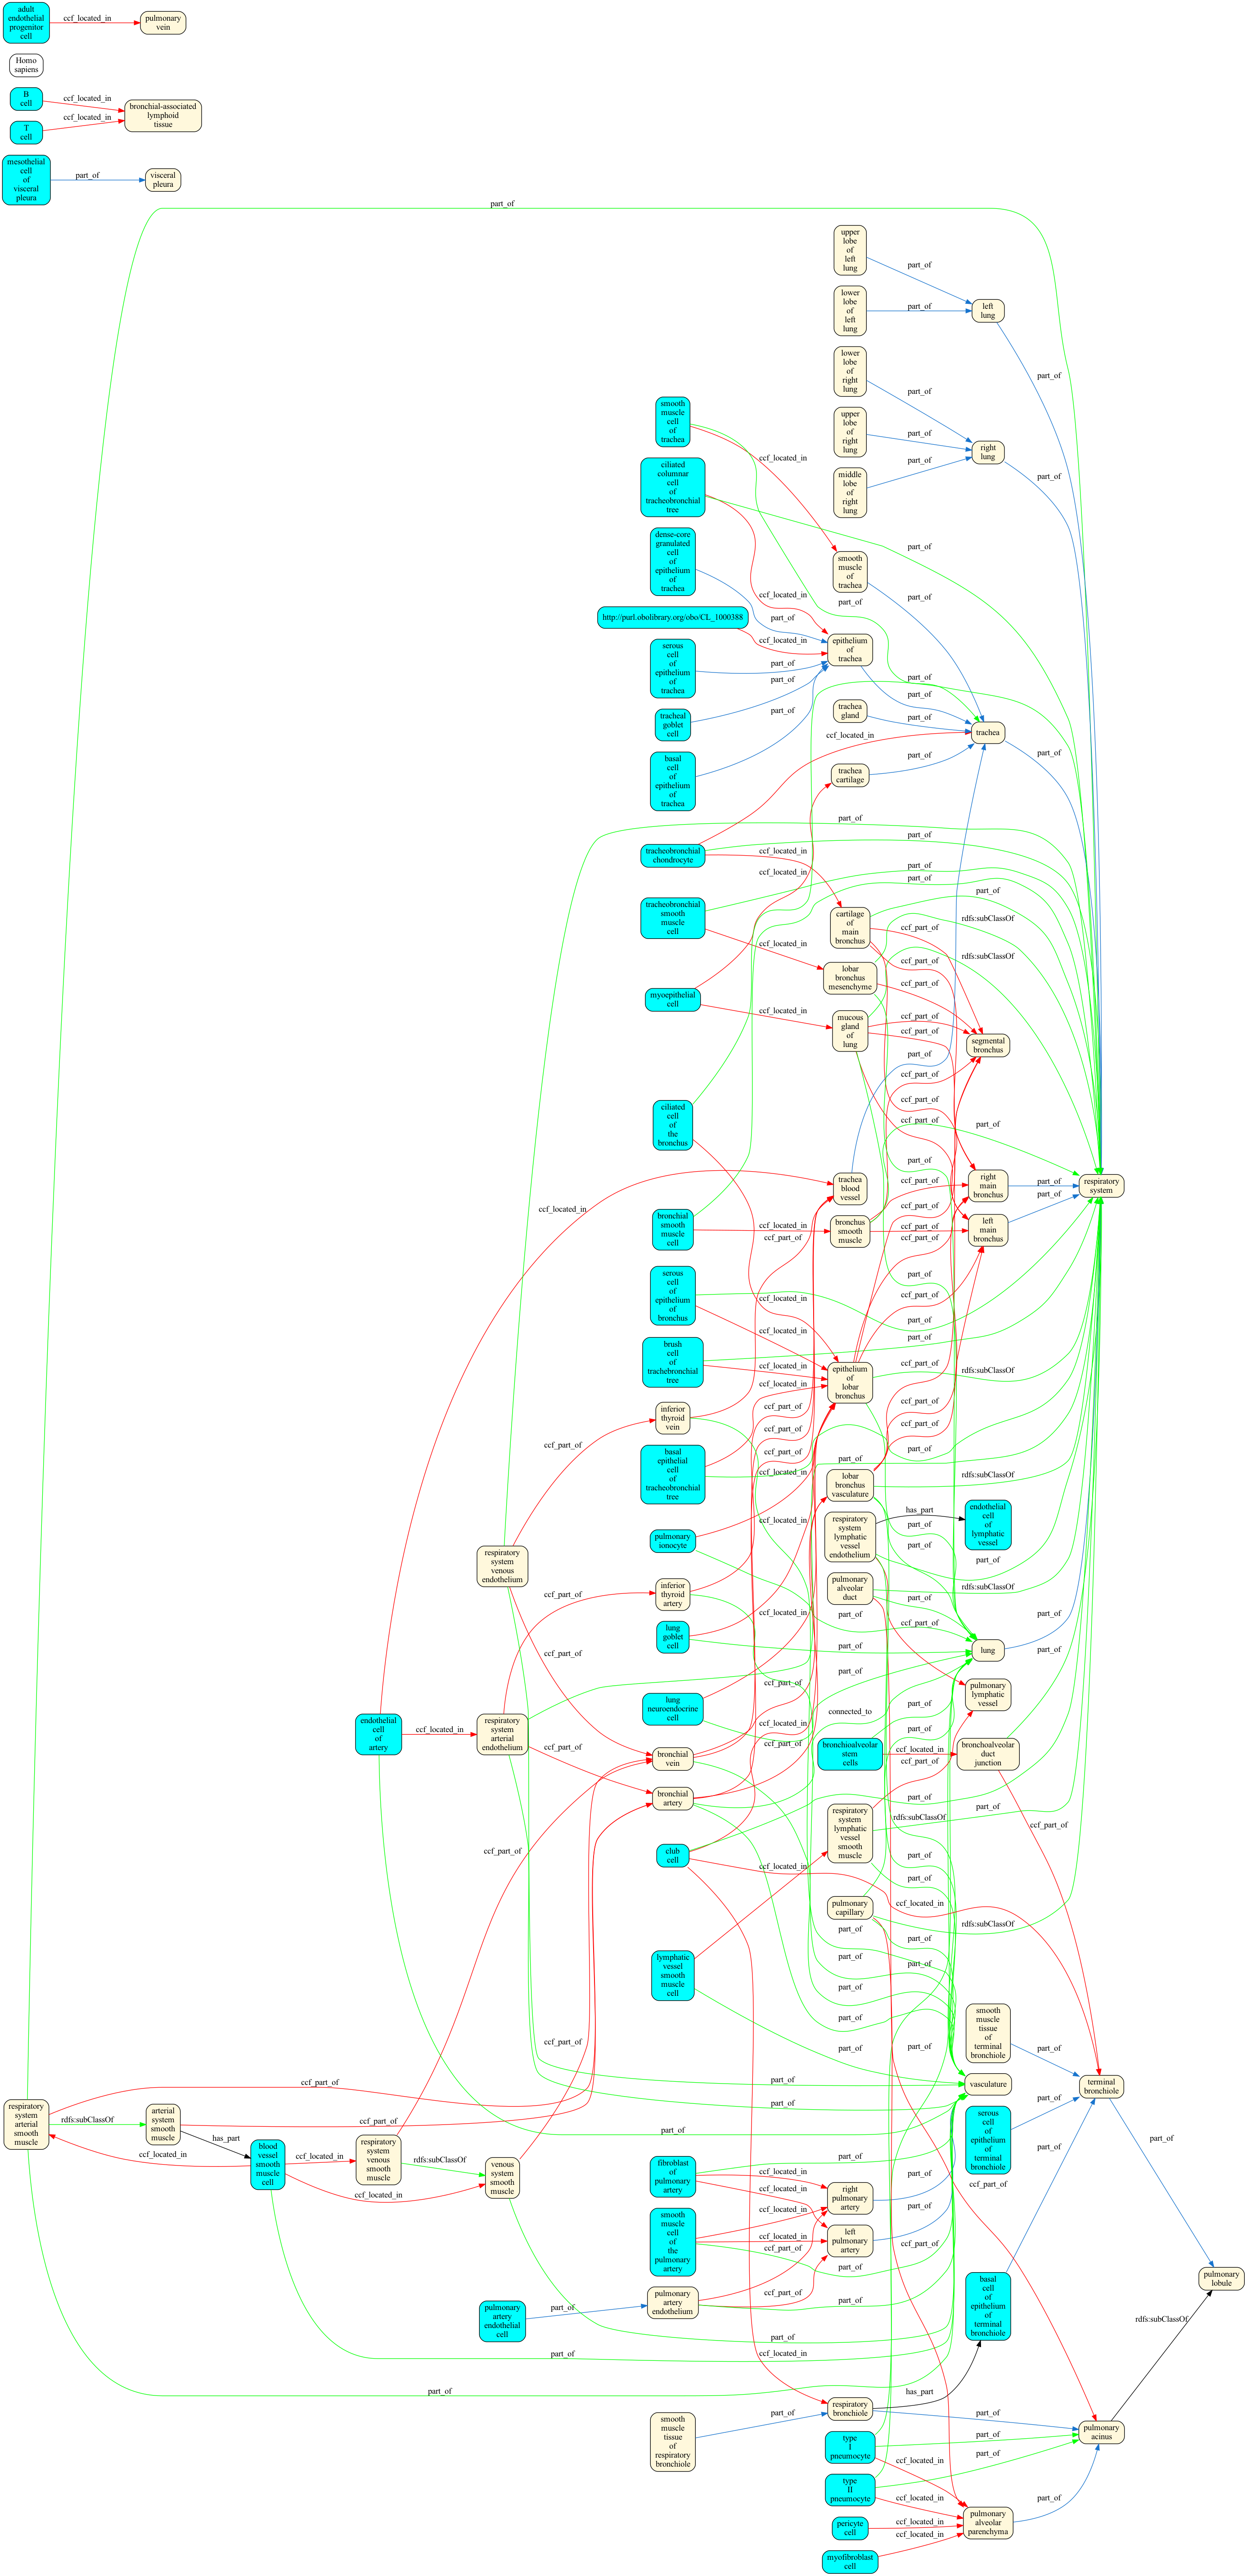 adult
endothelial
progenitor
cell
ccf_located_in
pulmonary
vein
Homo
sapiens
B
cell
ccf_located_in
T
cell
ccf_located_in
bronchial-associated
lymphoid
tissue
mesothelial
cell
of
visceral
pleura
part_of
visceral
pleura
part_of
upper
lobe
of
left
lung
part_of
lower
lobe
of
left
lung
part_of
left
lung
part_of
lower
lobe
of
right
lung
part_of
upper
lobe
of
right
lung
part_of
middle
lobe
of
right
lung
part_of
right
lung
part_of
smooth
muscle
cell
of
trachea
ccf_located_in
part_of
ciliated
columnar
cell
of
tracheobronchial
tree
ccf_located_in
part_of
smooth
muscle
of
trachea
dense-core
granulated
cell
of
epithelium
of
trachea
part_of
http://purl.obolibrary.org/obo/CL_1000388
ccf_located_in
serous
cell
of
epithelium
of
trachea
part_of
tracheal
goblet
cell
part_of
basal
cell
of
epithelium
of
trachea
part_of
epithelium
of
trachea
part_of
part_of
part_of
trachea
gland
part_of
trachea
part_of
trachea
cartilage
part_of
ccf_located_in
tracheobronchial
chondrocyte
ccf_located_in
part_of
part_of
ccf_located_in
tracheobronchial
smooth
muscle
cell
ccf_located_in
part_of
part_of
cartilage
of
main
bronchus
part_of
ccf_part_of
ccf_part_of
rdfs:subClassOf
lobar
bronchus
mesenchyme
ccf_part_of
rdfs:subClassOf
myoepithelial
cell
ccf_located_in
mucous
gland
of
lung
ccf_part_of
ccf_part_of
part_of
segmental
bronchus
ccf_part_of
ccf_part_of
ciliated
cell
of
the
bronchus
part_of
part_of
ccf_part_of
trachea
blood
vessel
right
main
bronchus
part_of
respiratory
system
ccf_located_in
bronchial
smooth
muscle
cell
ccf_located_in
ccf_part_of
bronchus
smooth
muscle
ccf_part_of
ccf_part_of
left
main
bronchus
part_of
part_of
ccf_part_of
serous
cell
of
epithelium
of
bronchus
ccf_located_in
ccf_located_in
part_of
part_of
brush
cell
of
trachebronchial
tree
ccf_located_in
ccf_located_in
ccf_part_of
epithelium
of
lobar
bronchus
ccf_part_of
rdfs:subClassOf
ccf_part_of
inferior
thyroid
vein
ccf_part_of
ccf_part_of
ccf_part_of
ccf_part_of
part_of
basal
epithelial
cell
of
tracheobronchial
tree
part_of
ccf_located_in
lobar
bronchus
vasculature
rdfs:subClassOf
has_part
endothelial
cell
of
lymphatic
vessel
pulmonary
ionocyte
ccf_located_in
respiratory
system
lymphatic
vessel
endothelium
part_of
part_of
part_of
respiratory
system
venous
endothelium
ccf_part_of
ccf_part_of
inferior
thyroid
artery
pulmonary
alveolar
duct
rdfs:subClassOf
ccf_located_in
part_of
lung
goblet
cell
part_of
lung
part_of
part_of
part_of
ccf_part_of
lung
neuroendocrine
cell
connected_to
part_of
pulmonary
lymphatic
vessel
endothelial
cell
of
artery
ccf_located_in
respiratory
system
arterial
endothelium
ccf_part_of
bronchial
vein
ccf_located_in
ccf_part_of
bronchioalveolar
stem
cells
part_of
ccf_located_in
ccf_part_of
bronchoalveolar
duct
junction
bronchial
artery
part_of
respiratory
system
lymphatic
vessel
smooth
muscle
rdfs:subClassOf
part_of
ccf_part_of
club
cell
ccf_located_in
part_of
ccf_located_in
ccf_part_of
pulmonary
capillary
rdfs:subClassOf
part_of
part_of
part_of
lymphatic
vessel
smooth
muscle
cell
part_of
part_of
part_of
ccf_part_of
smooth
muscle
tissue
of
terminal
bronchiole
part_of
terminal
bronchiole
part_of
part_of
vasculature
respiratory
system
arterial
smooth
muscle
ccf_part_of
rdfs:subClassOf
ccf_located_in
arterial
system
smooth
muscle
has_part
ccf_part_of
blood
vessel
smooth
muscle
cell
ccf_located_in
ccf_located_in
respiratory
system
venous
smooth
muscle
rdfs:subClassOf
venous
system
smooth
muscle
part_of
serous
cell
of
epithelium
of
terminal
bronchiole
part_of
part_of
part_of
fibroblast
of
pulmonary
artery
part_of
ccf_located_in
ccf_located_in
right
pulmonary
artery
part_of
part_of
ccf_part_of
smooth
muscle
cell
of
the
pulmonary
artery
ccf_located_in
ccf_located_in
ccf_part_of
part_of
left
pulmonary
artery
ccf_part_of
pulmonary
artery
endothelial
cell
part_of
pulmonary
artery
endothelium
ccf_part_of
part_of
basal
cell
of
epithelium
of
terminal
bronchiole
pulmonary
lobule
rdfs:subClassOf
part_of
part_of
ccf_located_in
part_of
has_part
smooth
muscle
tissue
of
respiratory
bronchiole
part_of
respiratory
bronchiole
part_of
pulmonary
acinus
type
I
pneumocyte
part_of
part_of
ccf_located_in
type
II
pneumocyte
ccf_located_in
pericyte
cell
ccf_located_in
ccf_located_in
pulmonary
alveolar
parenchyma
part_of
myofibroblast
cell